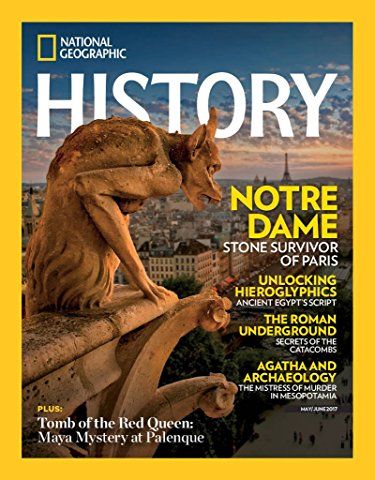 NATIONAL
GEOGRAPHIC
HISTORY
NOTRE
DAME
STONE SURVIVOR
OF PARIS
UNLOCKING
HIEROGLYPHICS
ANCIENT EGYPT'S SCRIPT
THE ROMAN
UNDERGROUND
SECRETS OF THE
CATACOMBS
AGATHA AND
ARCHAEOLOGY
THE MISTRESS OF MURDER
IN MESOPOTAMIA
MAY/JUNE 2017
PLUS:
Tomb of the Red Queen:
Maya Mystery at Palenque